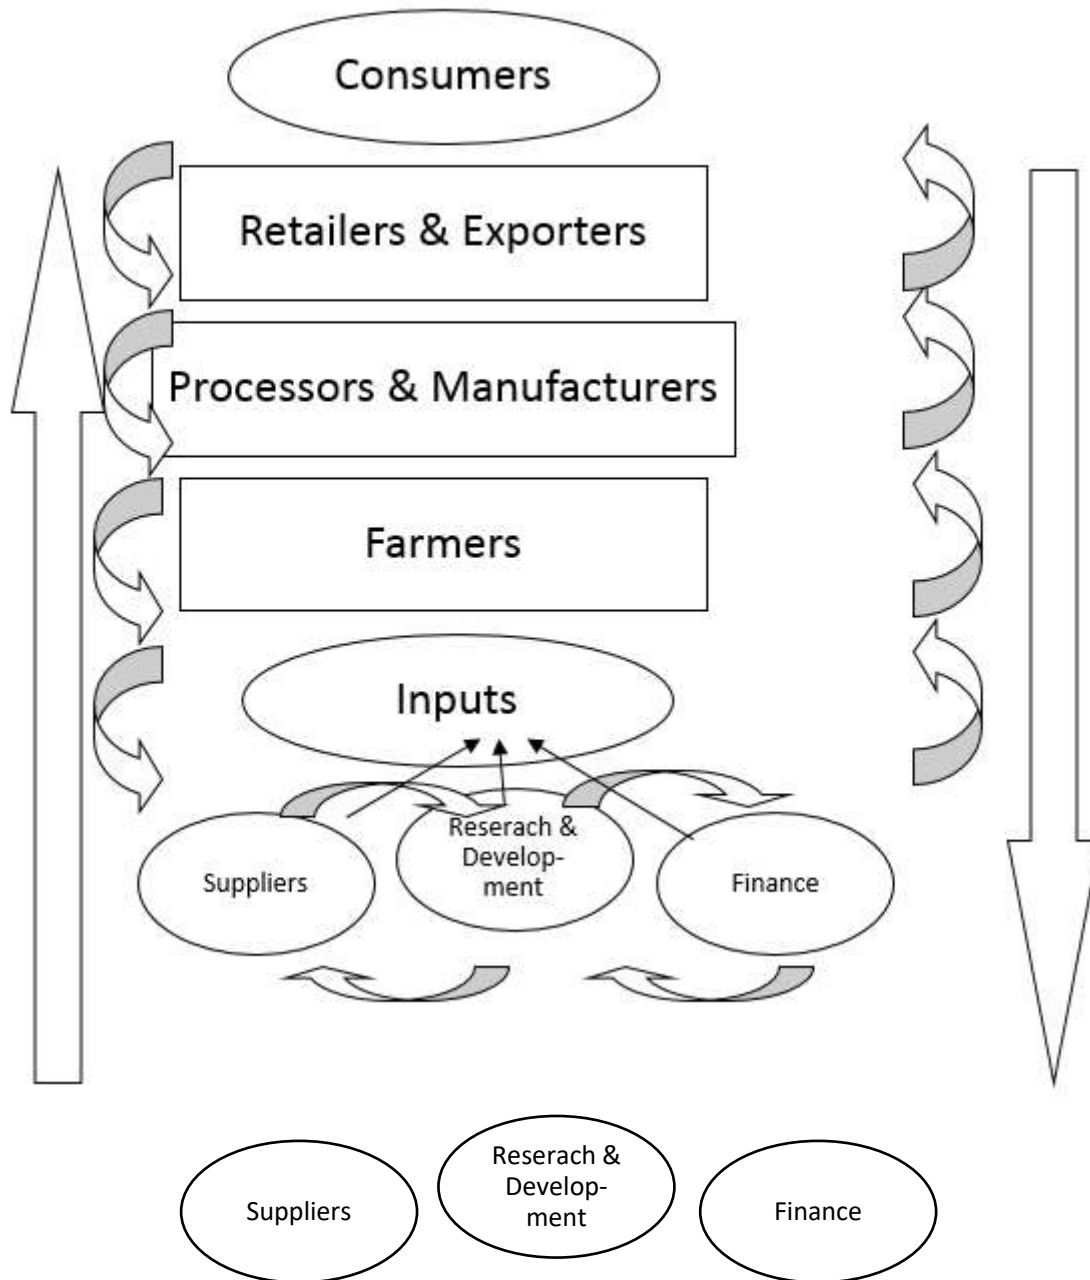 Consumers
Retailers & Exporters
Processors & Manufacturers
Farmers
Inputs
Suppliers
Reserach &
Develop-
ment
Finance
Suppliers
Reserach &
Develop-
ment
Finance